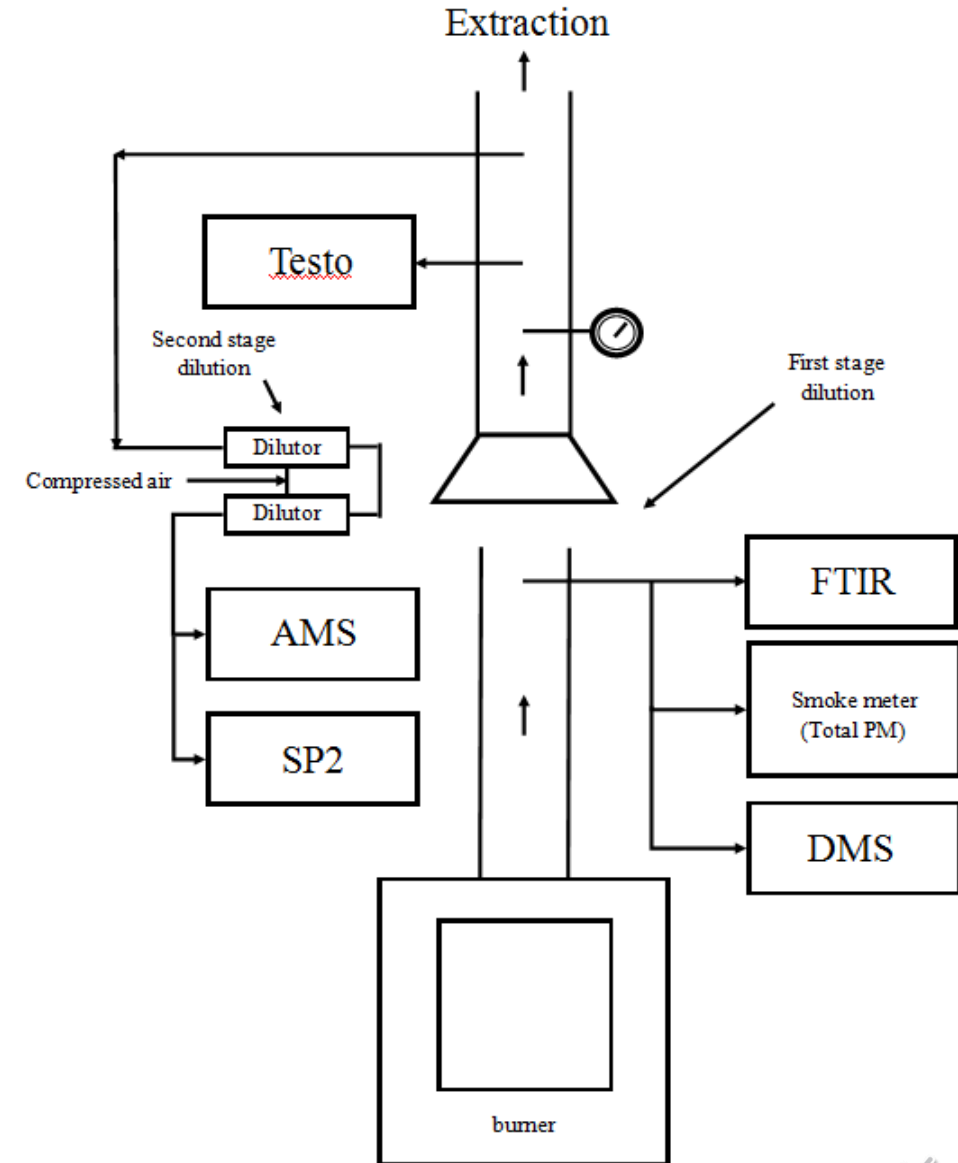 Extraction
Testo
Second stage
dilution
First stage
dilution
Dilutor
Compressed air
Dilutor
FTIR
AMS
Smoke meter
(Total PM)
SP2
DMS
burner